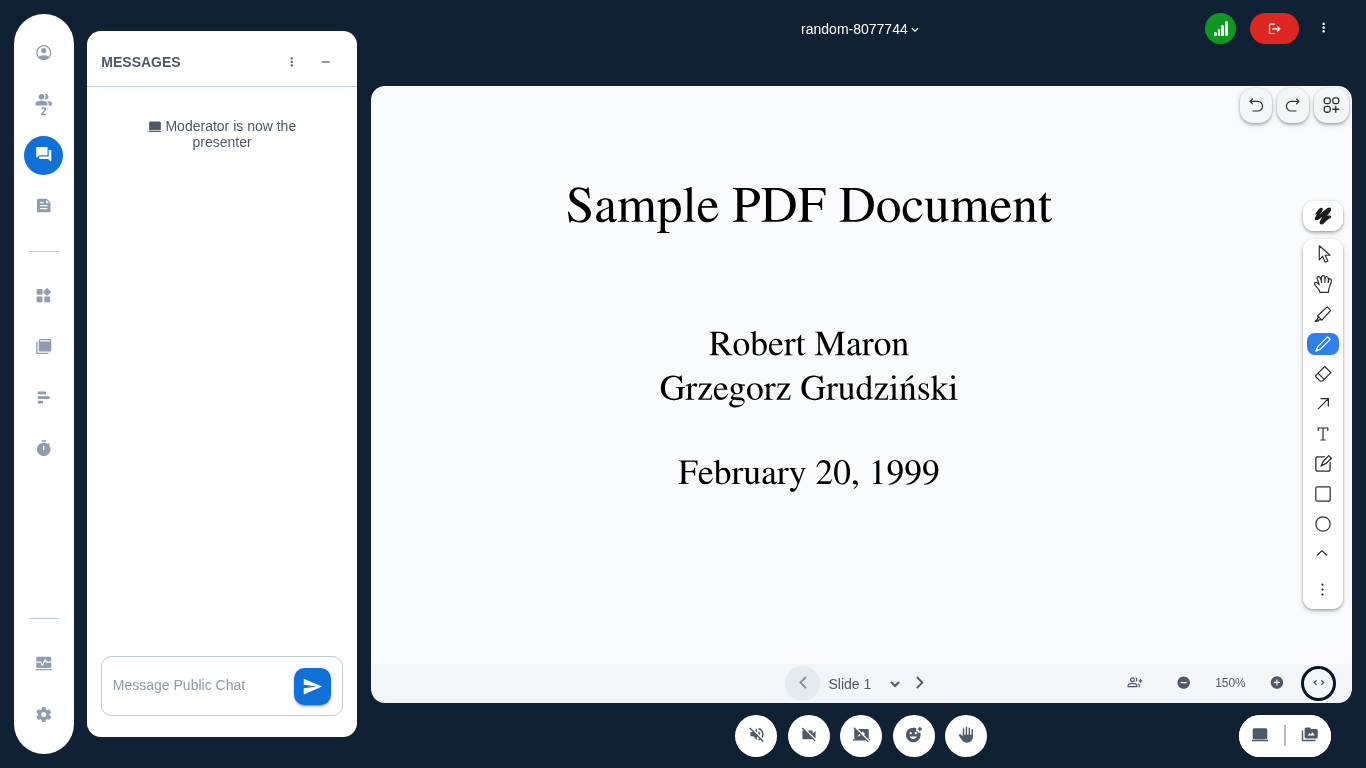 random-8077744
2
MESSAGES
Moderator is now the
presenter
Message Public Chat
Sample PDF Document
Robert Maron
Grzegorz Grudziński
February 20, 1999
Slide 1
150%